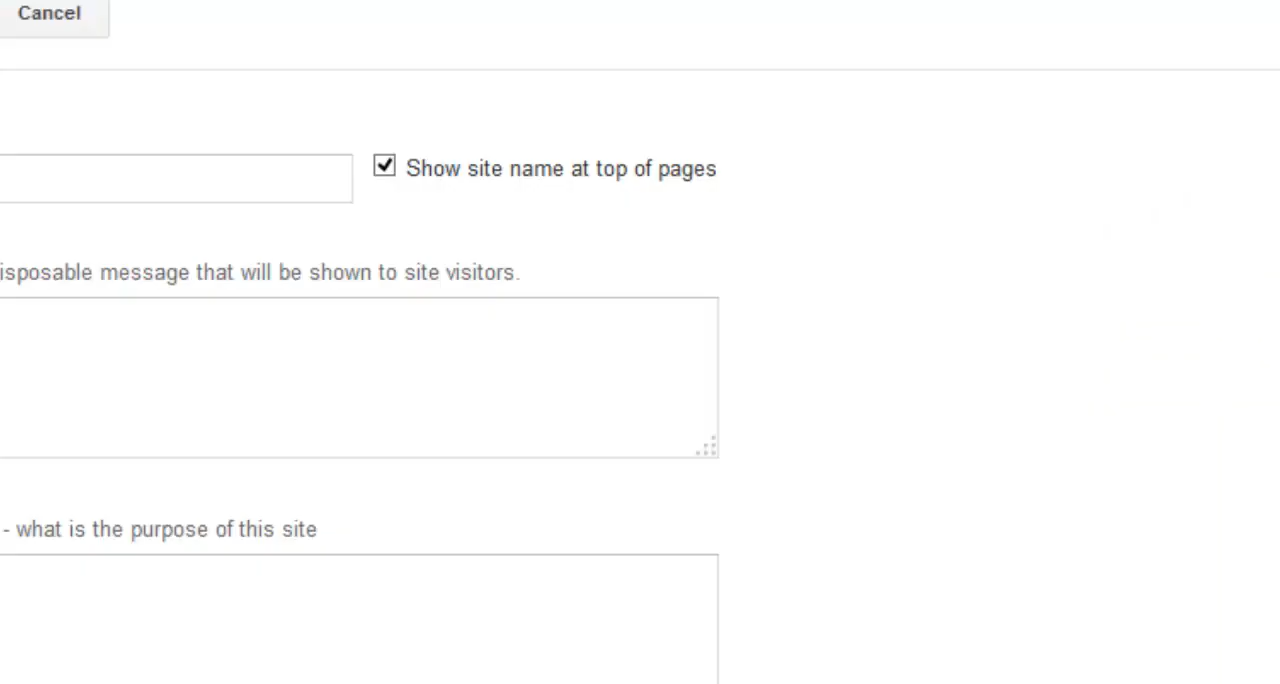 Cancel
Show site name at top of pages
isposable message that will be shown to site visitors.
- what is the purpose of this site